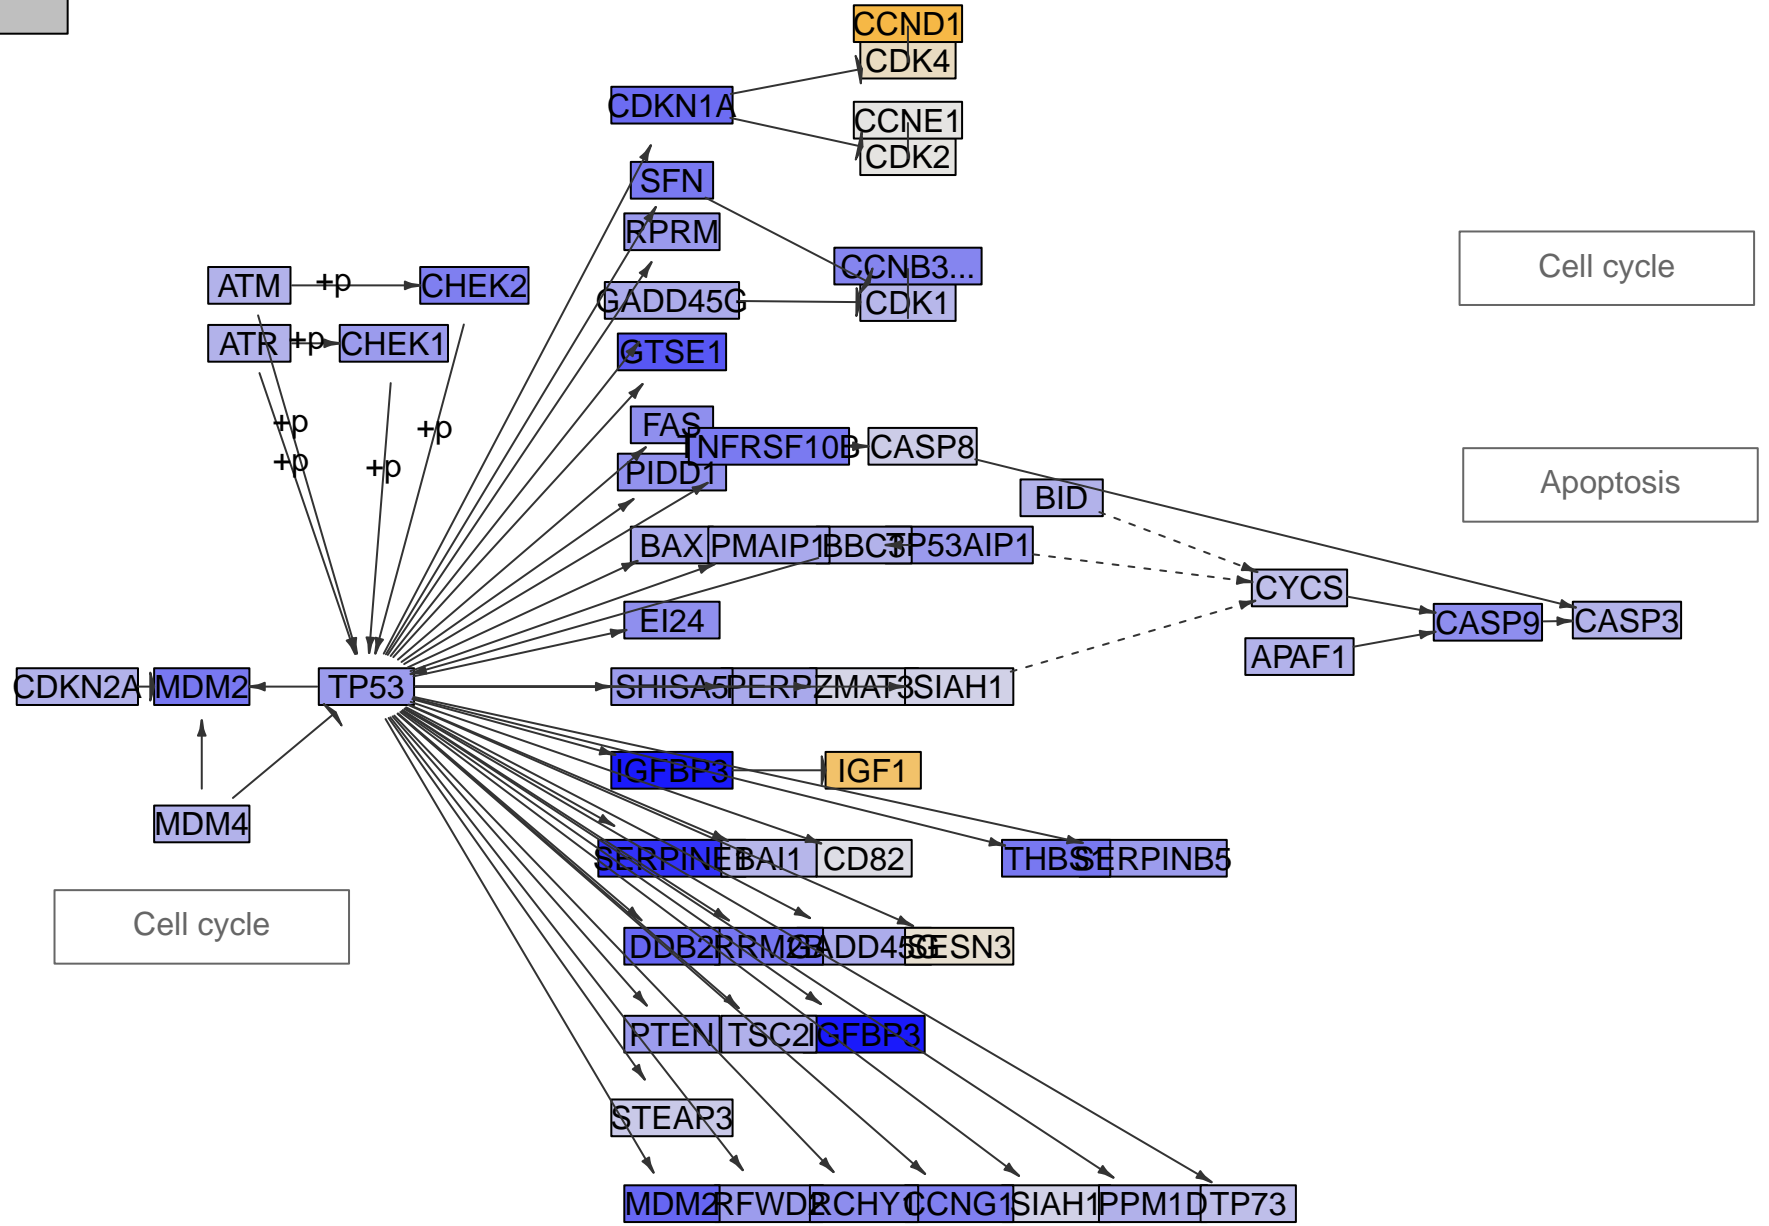 CCND1
CDK4
CDKN1A
CCNE1
CDK2
SFN
RPRM
CCNB3...
Cell cycle
ATM
+p
CHEK2
GADD45G
CDK1
ATR
+p
CHEK1
GTSE1
FAS
+p
+p
TNFRSF10B
CASP8
+p
+p
PIDD1
Apoptosis
BID
BAX
PMAIP1
BBC3
TP53AIP1
CYCS
EI24
CASP9
CASP3
APAF1
CDKN2A
MDM2
TP53
SHISA5
PERP
ZMAT3
SIAH1
IGFBP3
IGF1
MDM4
SERPINE1
BAI1
CD82
THBS1
SERPINB5
Cell cycle
DDB2
RRM2B
GADD45G
SESN3
PTEN
TSC2
IGFBP3
STEAP3
MDM2
RFWD2
RCHY1
CCNG1
SIAH1
PPM1D
TP73